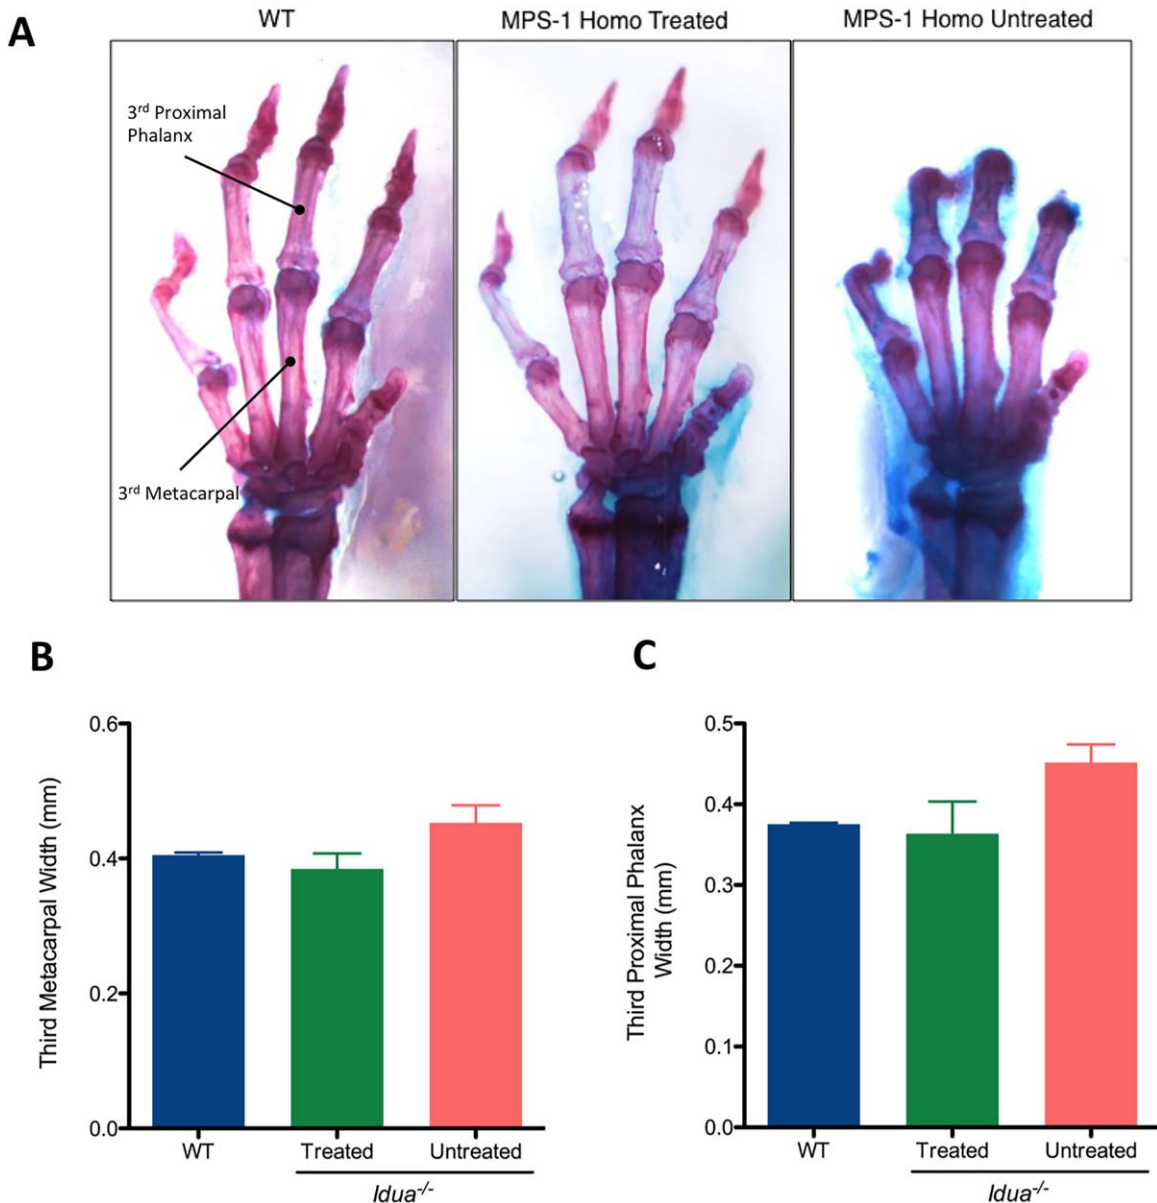 A
WT
MPS-1 Homo Treated
MPS-1 Homo Untreated
3rd Proximal
Phalanx
3rd Metacarpal
B
Third Metacarpal Width (mm)
0.6
0.4
0.2
0.0
WT
Treated
Untreated
Idua-/-
C
Third Proximal Phalanx
Width (mm)
0.5
0.4
0.3
0.2
0.1
0.0
WT
Treated
Untreated
Idua-/-